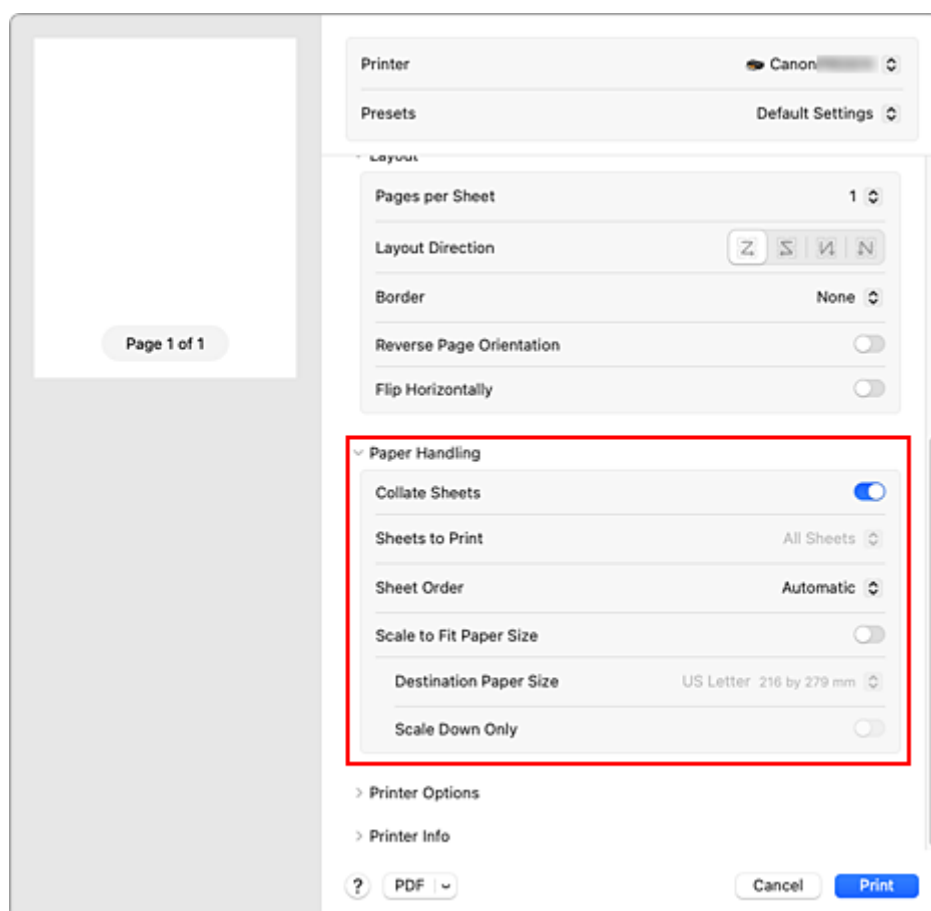 Printer Canon
Presets Default Settings
Layout
Pages per Sheet 1
Layout Direction
Border None
Page 1 of 1
Reverse Page Orientation
Flip Horizontally
Paper Handling
Collate Sheets
Sheets to Print All Sheets
Sheet Order Automatic
Scale to Fit Paper Size
Destination Paper Size US Letter 216 by 279 mm
Scale Down Only
Printer Options
Printer Info
? PDF Cancel Print